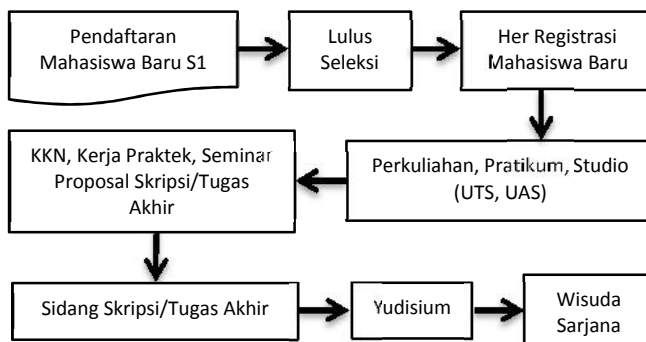 Pendaftaran
Mahasiswa Baru S1
Lulus
Seleksi
Her Registrasi
Mahasiswa Baru
Perkuliahan, Pratikum, Studio
(UTS, UAS)
KKN, Kerja Praktek, Seminar
Proposal Skripsi/Tugas
Akhir
Sidang Skripsi/Tugas Akhir
Yudisium
Wisuda
Sarjana